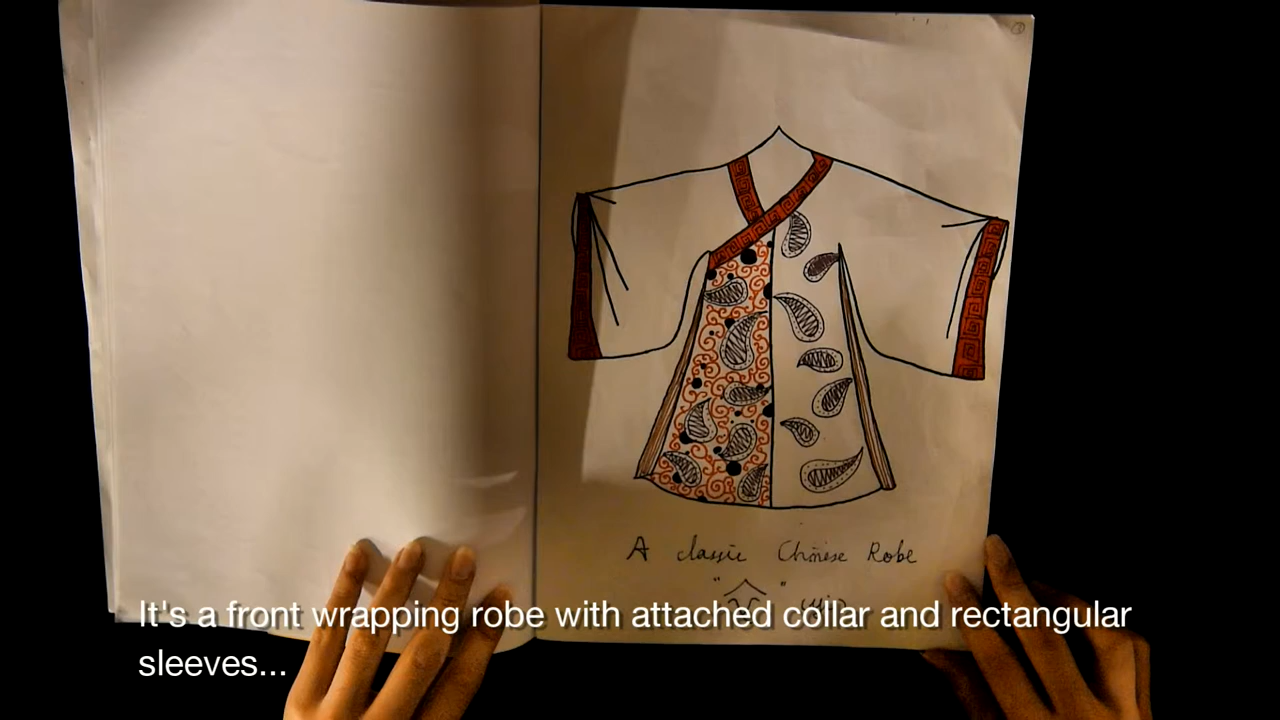 A classic Chinese Robe
It's a front wrapping robe with attached collar and rectangular
sleeves...